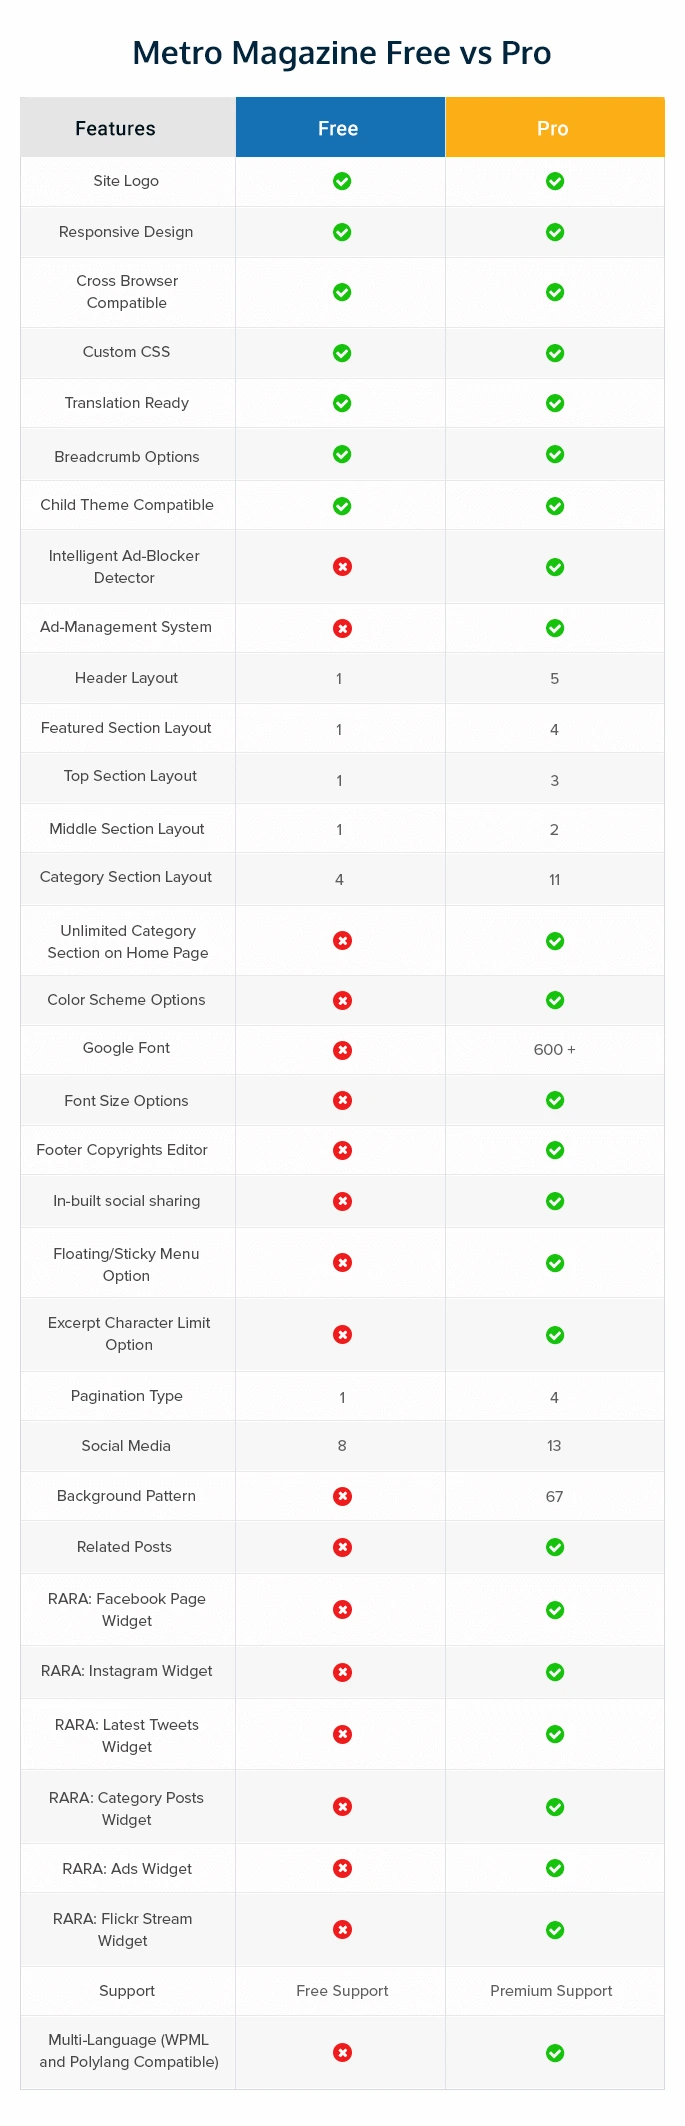 Metro Magazine Free vs Pro
Features Free Pro
Site Logo
Responsive Design
Cross Browser
Compatible
Custom CSS
Translation Ready
Breadcrumb Options
Child Theme Compatible
Intelligent Ad-Blocker
Detector
Ad-Management System
Header Layout 1 5
Featured Section Layout 1 4
Top Section Layout 1 3
Middle Section Layout 1 2
Category Section Layout 4 11
Unlimited Category
Section on Home Page
Color Scheme Options
Google Font 600 +
Font Size Options
Footer Copyrights Editor
In-built social sharing
Floating/Sticky Menu
Option
Excerpt Character Limit
Option
Pagination Type 1 4
Social Media 8 13
Background Pattern 67
Related Posts
RARA: Facebook Page
Widget
RARA: Instagram Widget
RARA: Latest Tweets
Widget
RARA: Category Posts
Widget
RARA: Ads Widget
RARA: Flickr Stream
Widget
Support Free Support Premium Support
Multi-Language (WPML
and Polylang Compatible)